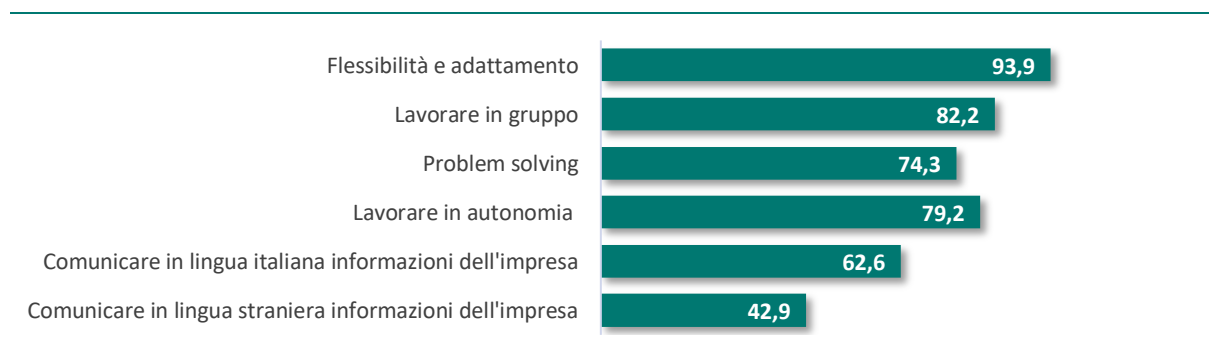 Flessibilità e adattamento 93,9
Lavorare in gruppo 82,2
Problem solving 74,3
Lavorare in autonomia 79,2
Comunicare in lingua italiana informazioni dell'impresa 62,6
Comunicare in lingua straniera informazioni dell'impresa 42,9